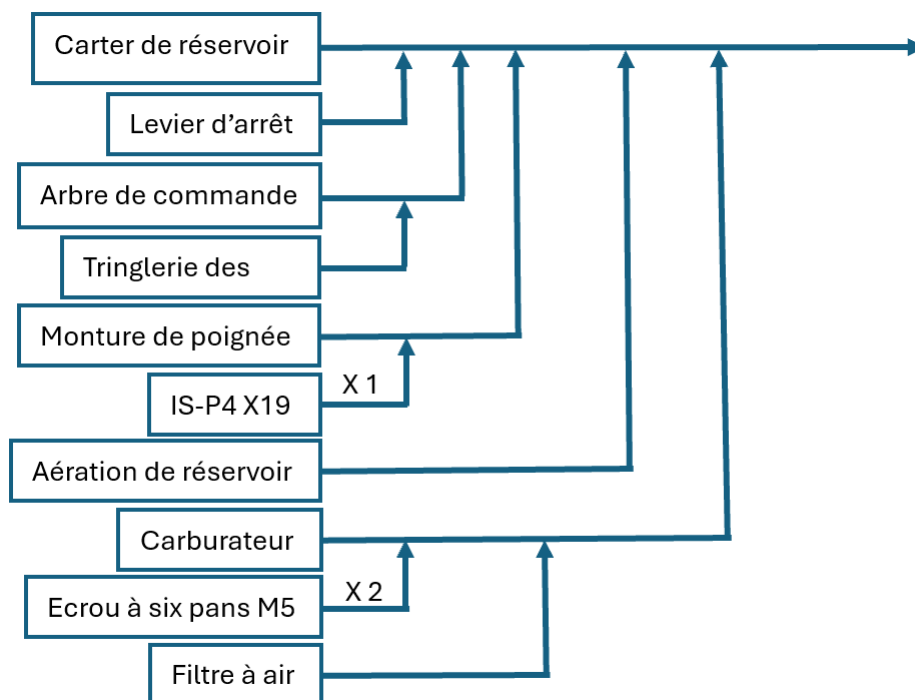 Carter de réservoir
Levier d’arrêt
Arbre de commande
Tringlerie des
Monture de poignée
X 1
IS-P4 X19
Aération de réservoir
Carburateur
X 2
Ecrou à six pans M5
Filtre à air